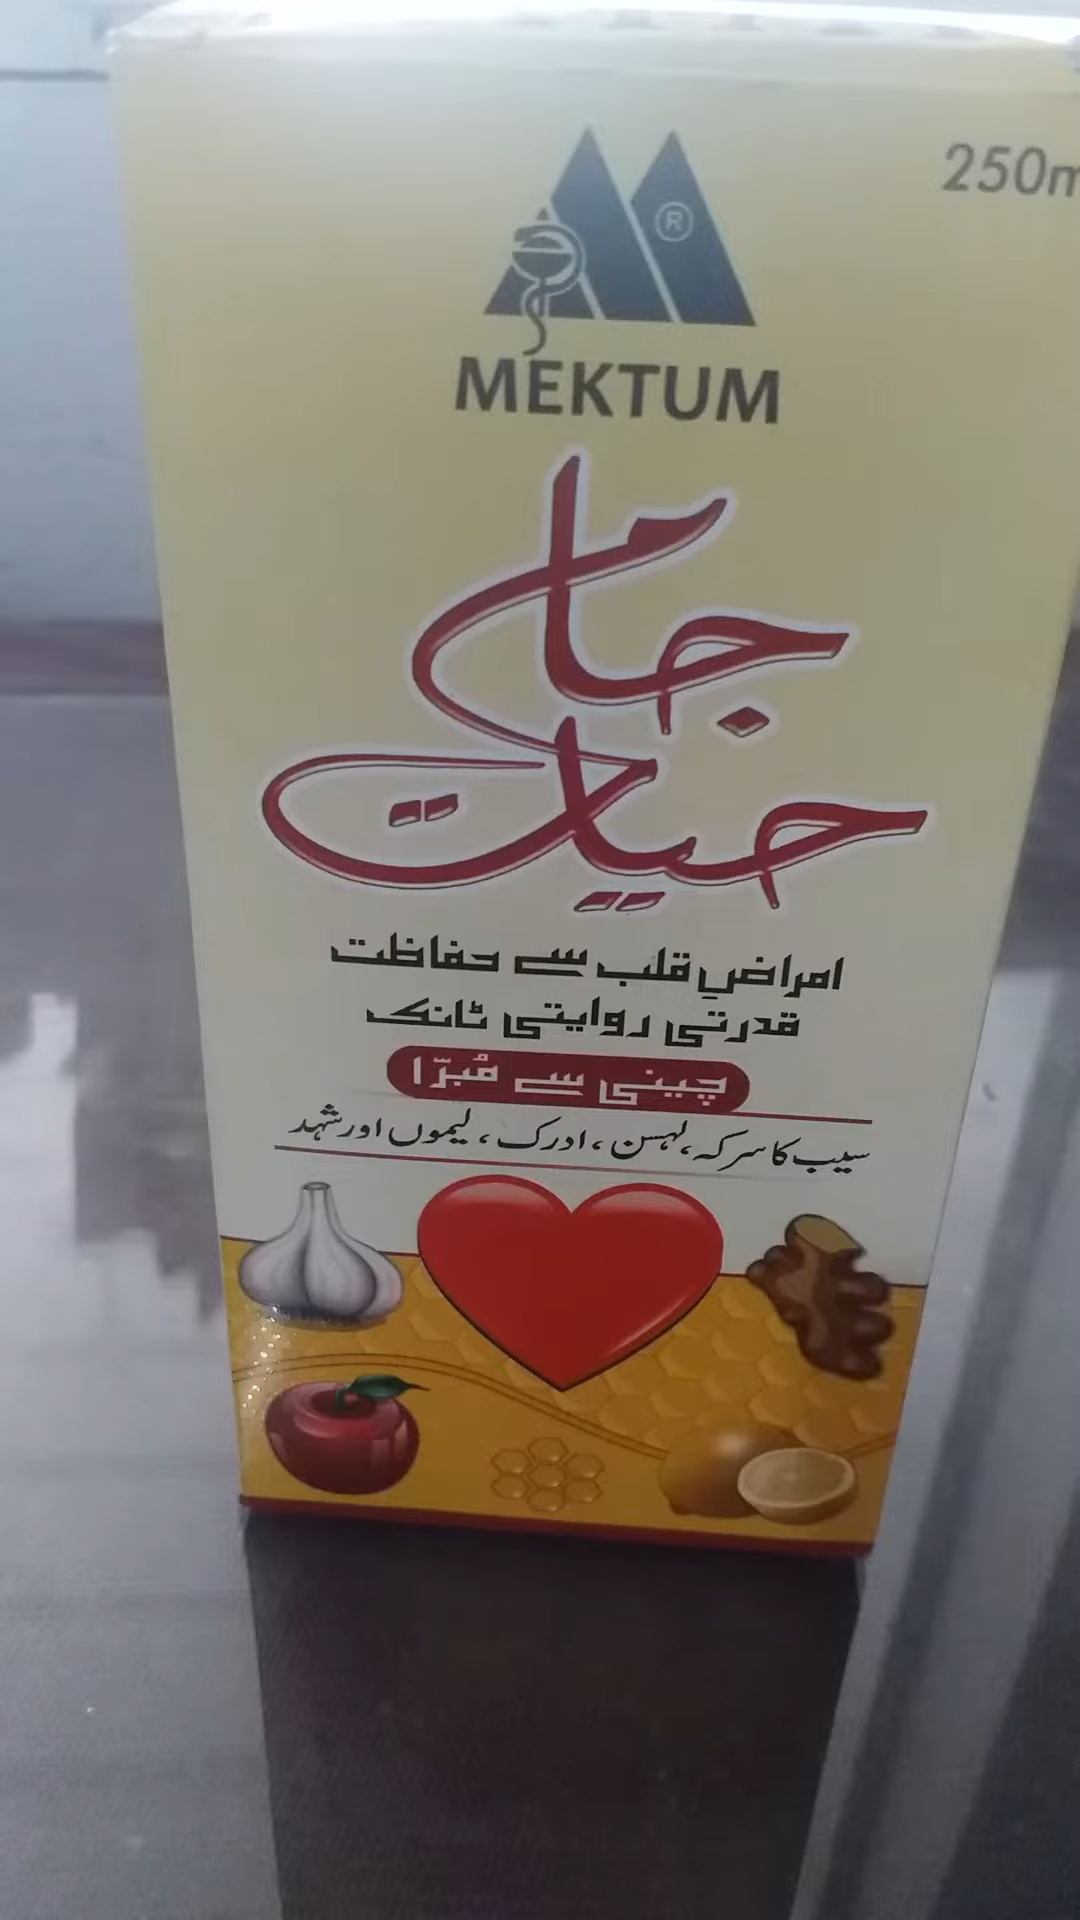 250m
®
MEKTUM
جام
حیات
امراضِ قلب سے حفاظت
قدرتی روایتی ٹانک
چینی سے مُبرّا
سیب کا سرکہ، لہسن، ادرک، لیموں اور شہد